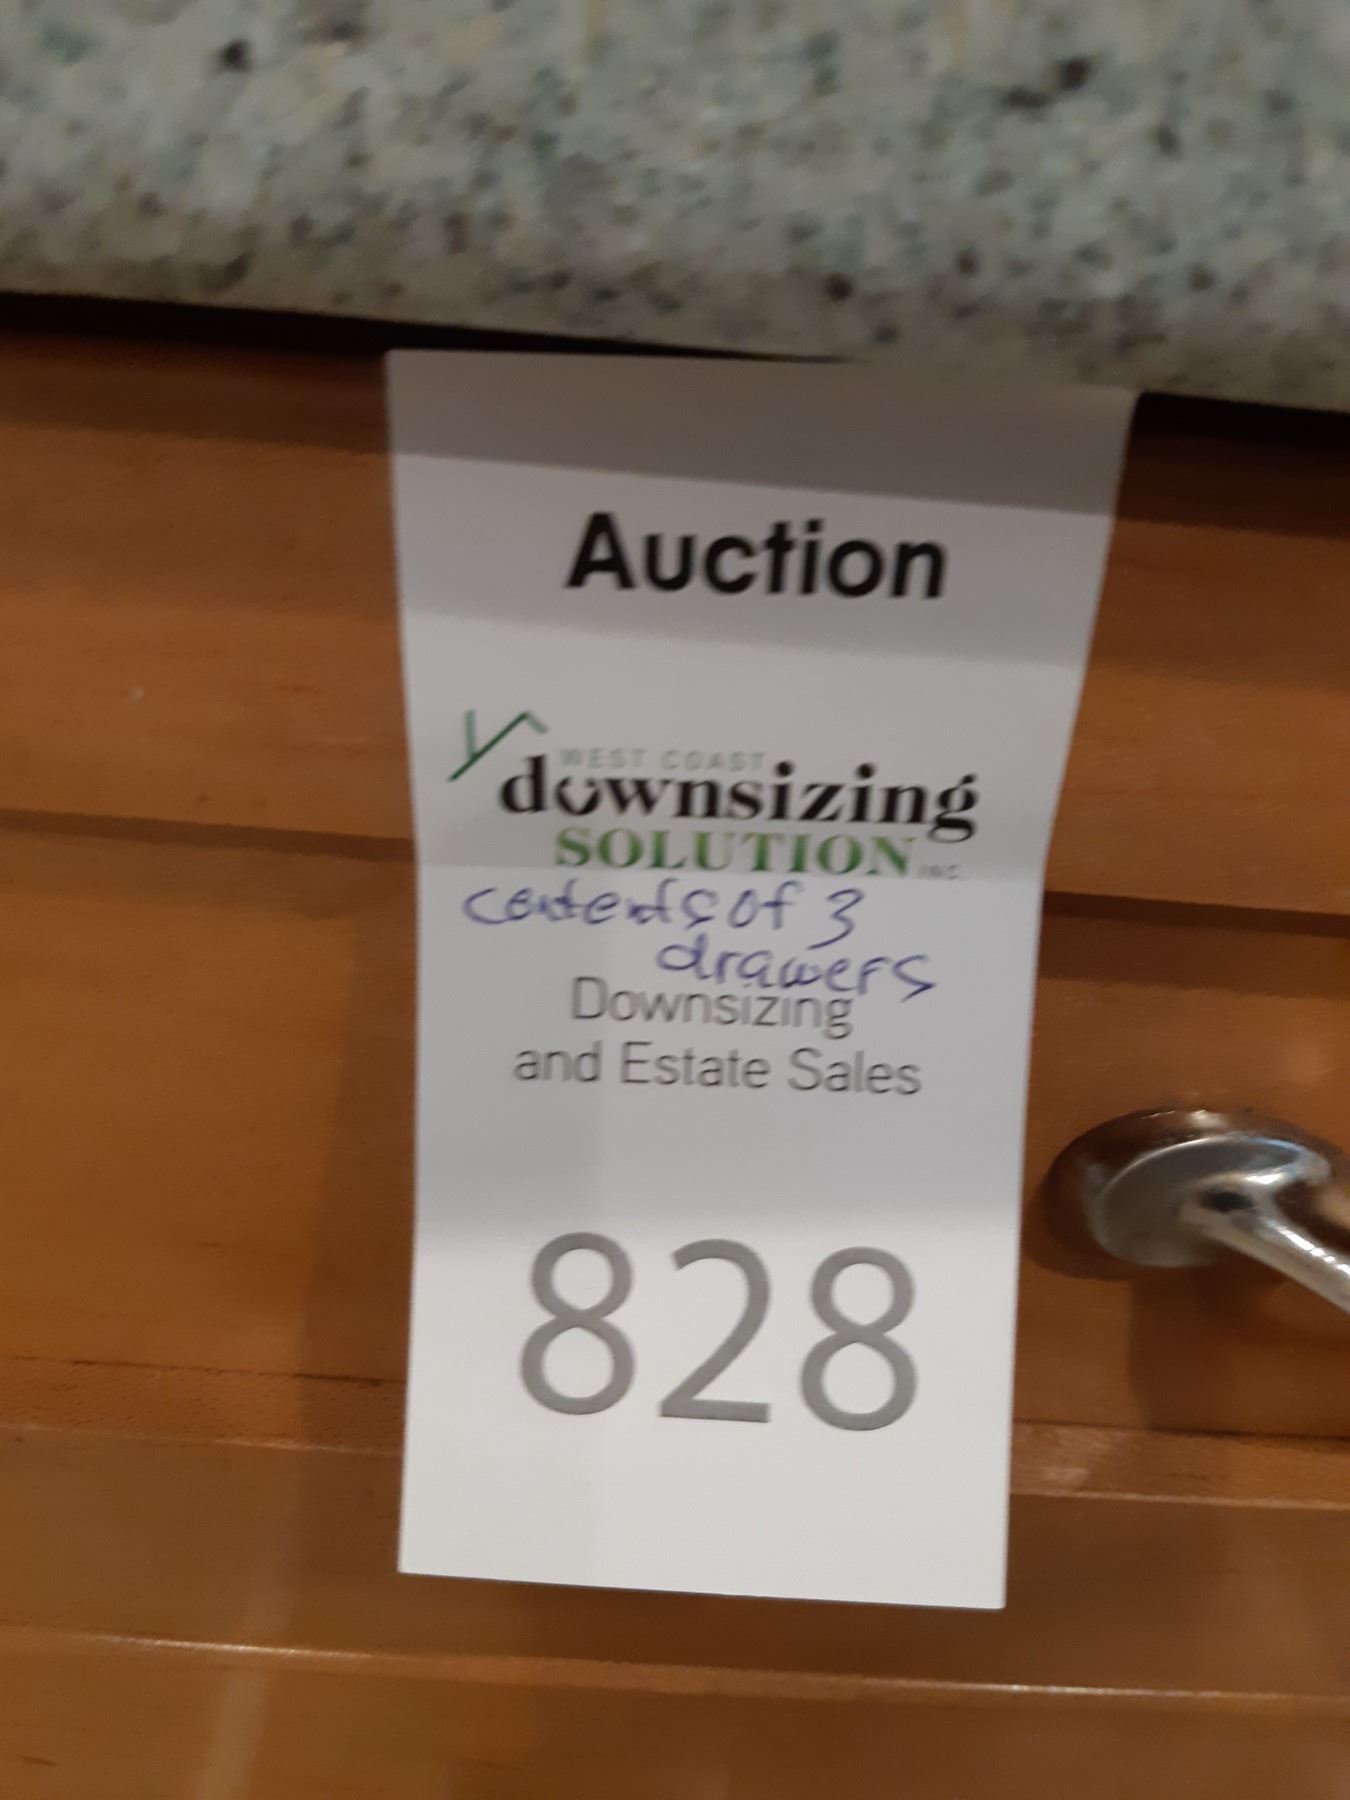 Auction
WEST COAST
downsizing
SOLUTION INC.
contents of 3
drawers
Downsizing
and Estate Sales
828